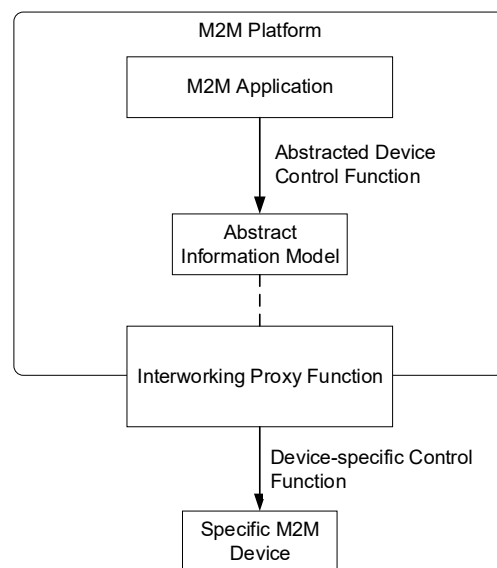 M2M Platform
M2M Application
Abstracted Device
Control Function
Abstract
Information Model
Interworking Proxy Function
Device-specific Control
Function
Specific M2M
Device